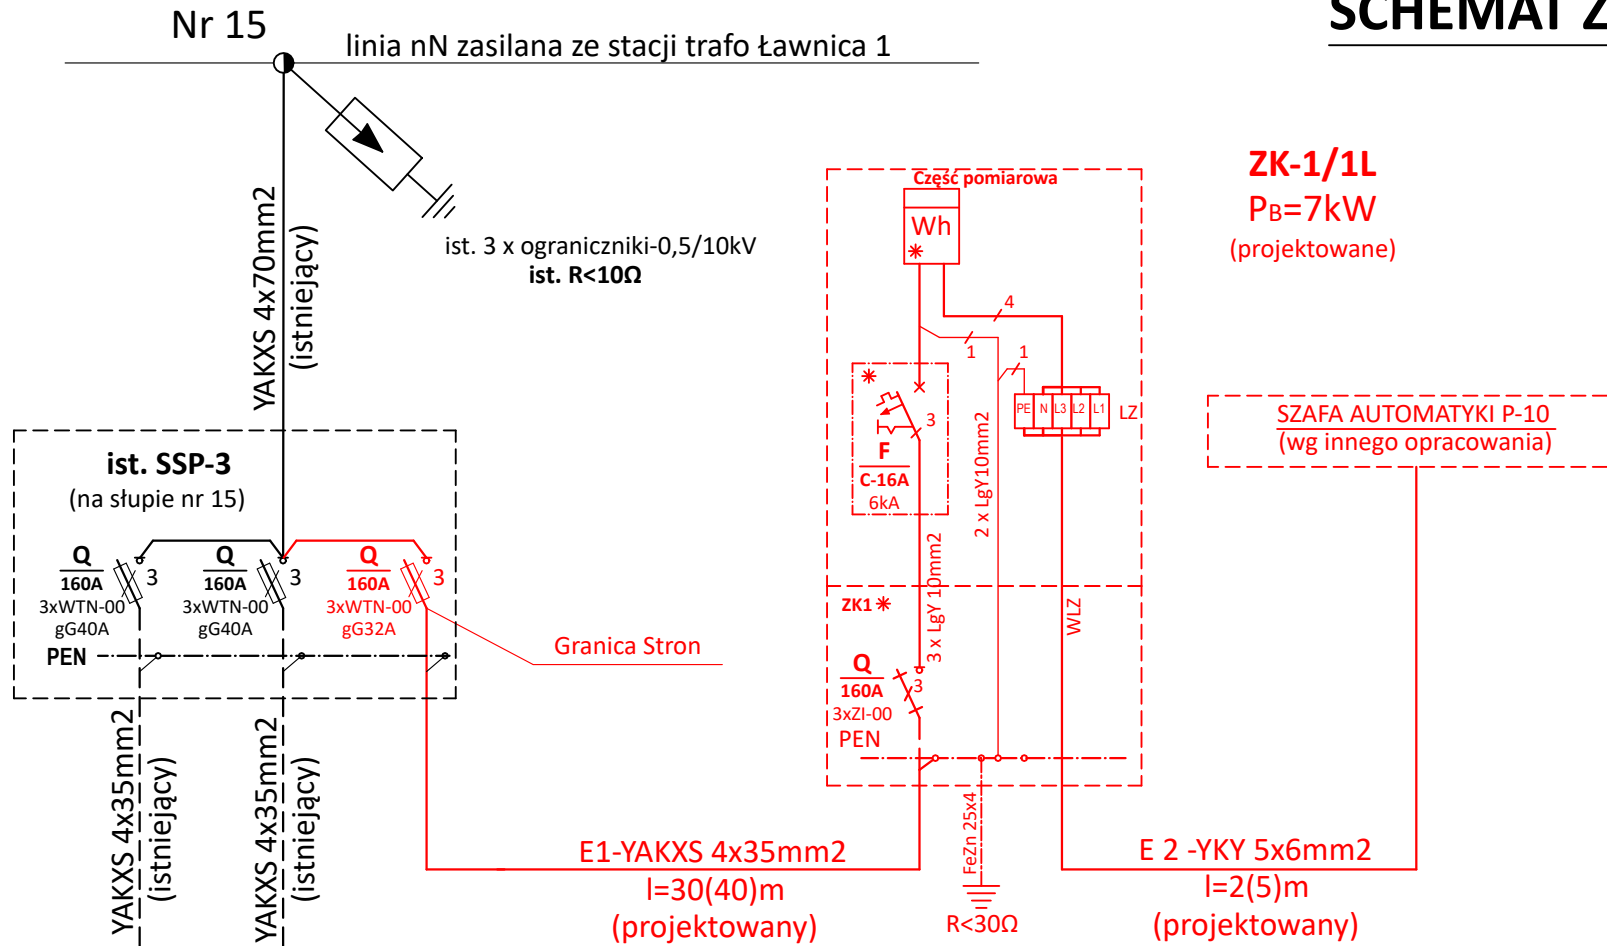 Nr 15
linia nN zasilana ze stacji trafo Ławnica 1
SCHEMAT Z
YAKXS 4x70mm2
(istniejący)
ist. 3 x ograniczniki-0,5/10kV
ist. R<10Ω
ist. SSP-3
(na słupie nr 15)
Q
160A
3xWTN-00
gG40A
3
Q
160A
3xWTN-00
gG40A
3
Q
160A
3xWTN-00
gG32A
3
PEN
Granica Stron
YAKXS 4x35mm2
(istniejący)
YAKXS 4x35mm2
(istniejący)
E1-YAKXS 4x35mm2
l=30(40)m
(projektowany)
Część pomiarowa
Wh
4
1
1
3
F
C-16A
6kA
PE N L3 L2 L1
LZ
2 x LgY10mm2
3 x LgY 10mm2
WLZ
ZK1
Q
160A
3xZI-00
3
PEN
FeZn 25x4
R<30Ω
ZK-1/1L
PB=7kW
(projektowane)
SZAFA AUTOMATYKI P-10
(wg innego opracowania)
E 2 -YKY 5x6mm2
l=2(5)m
(projektowany)